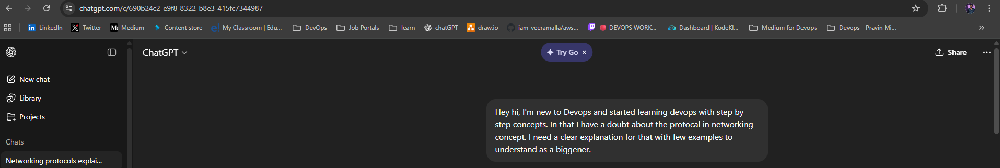 chatgpt.com/c/690b24c2-e9f8-8322-b8e3-415fc7344987
LinkedIn
Twitter
Medium
Content store
My Classroom | Edu...
DevOps
Job Portals
learn
chatGPT
draw.io
iam-veeramalla/aws...
DEVOPS WORK...
Dashboard | KodeKl...
Medium for Devops
Devops - Pravin Mi...
ChatGPT
Try Go
Share
New chat
Library
Projects
Chats
Networking protocols explai...
Hey hi, I'm new to Devops and started learning devops with step by
step concepts. In that I have a doubt about the protocal in networking
concept. I need a clear explanation for that with few examples to
understand as a biggener.